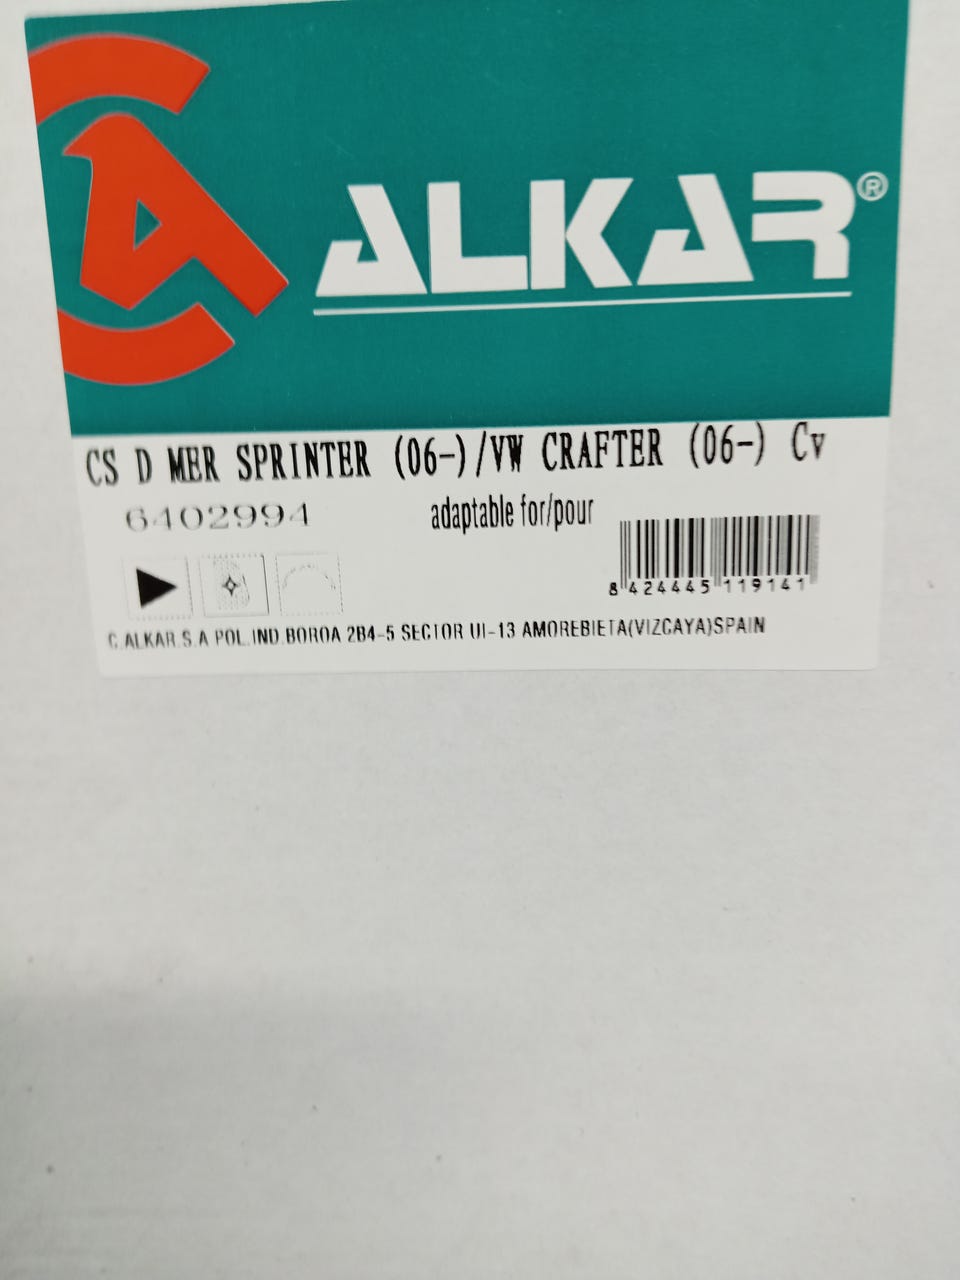 ALKAR®
CS D MER SPRINTER (06-)/VW CRAFTER (06-) Cv
6402994
adaptable for/pour
8 424445 119141
C.ALKAR.S.A POL.IND.BOROA 2B4-5 SECTOR UI-13 AMOREBIETA(VIZCAYA)SPAIN